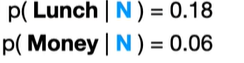 p( Lunch | N ) = 0.18
p( Money | N ) = 0.06